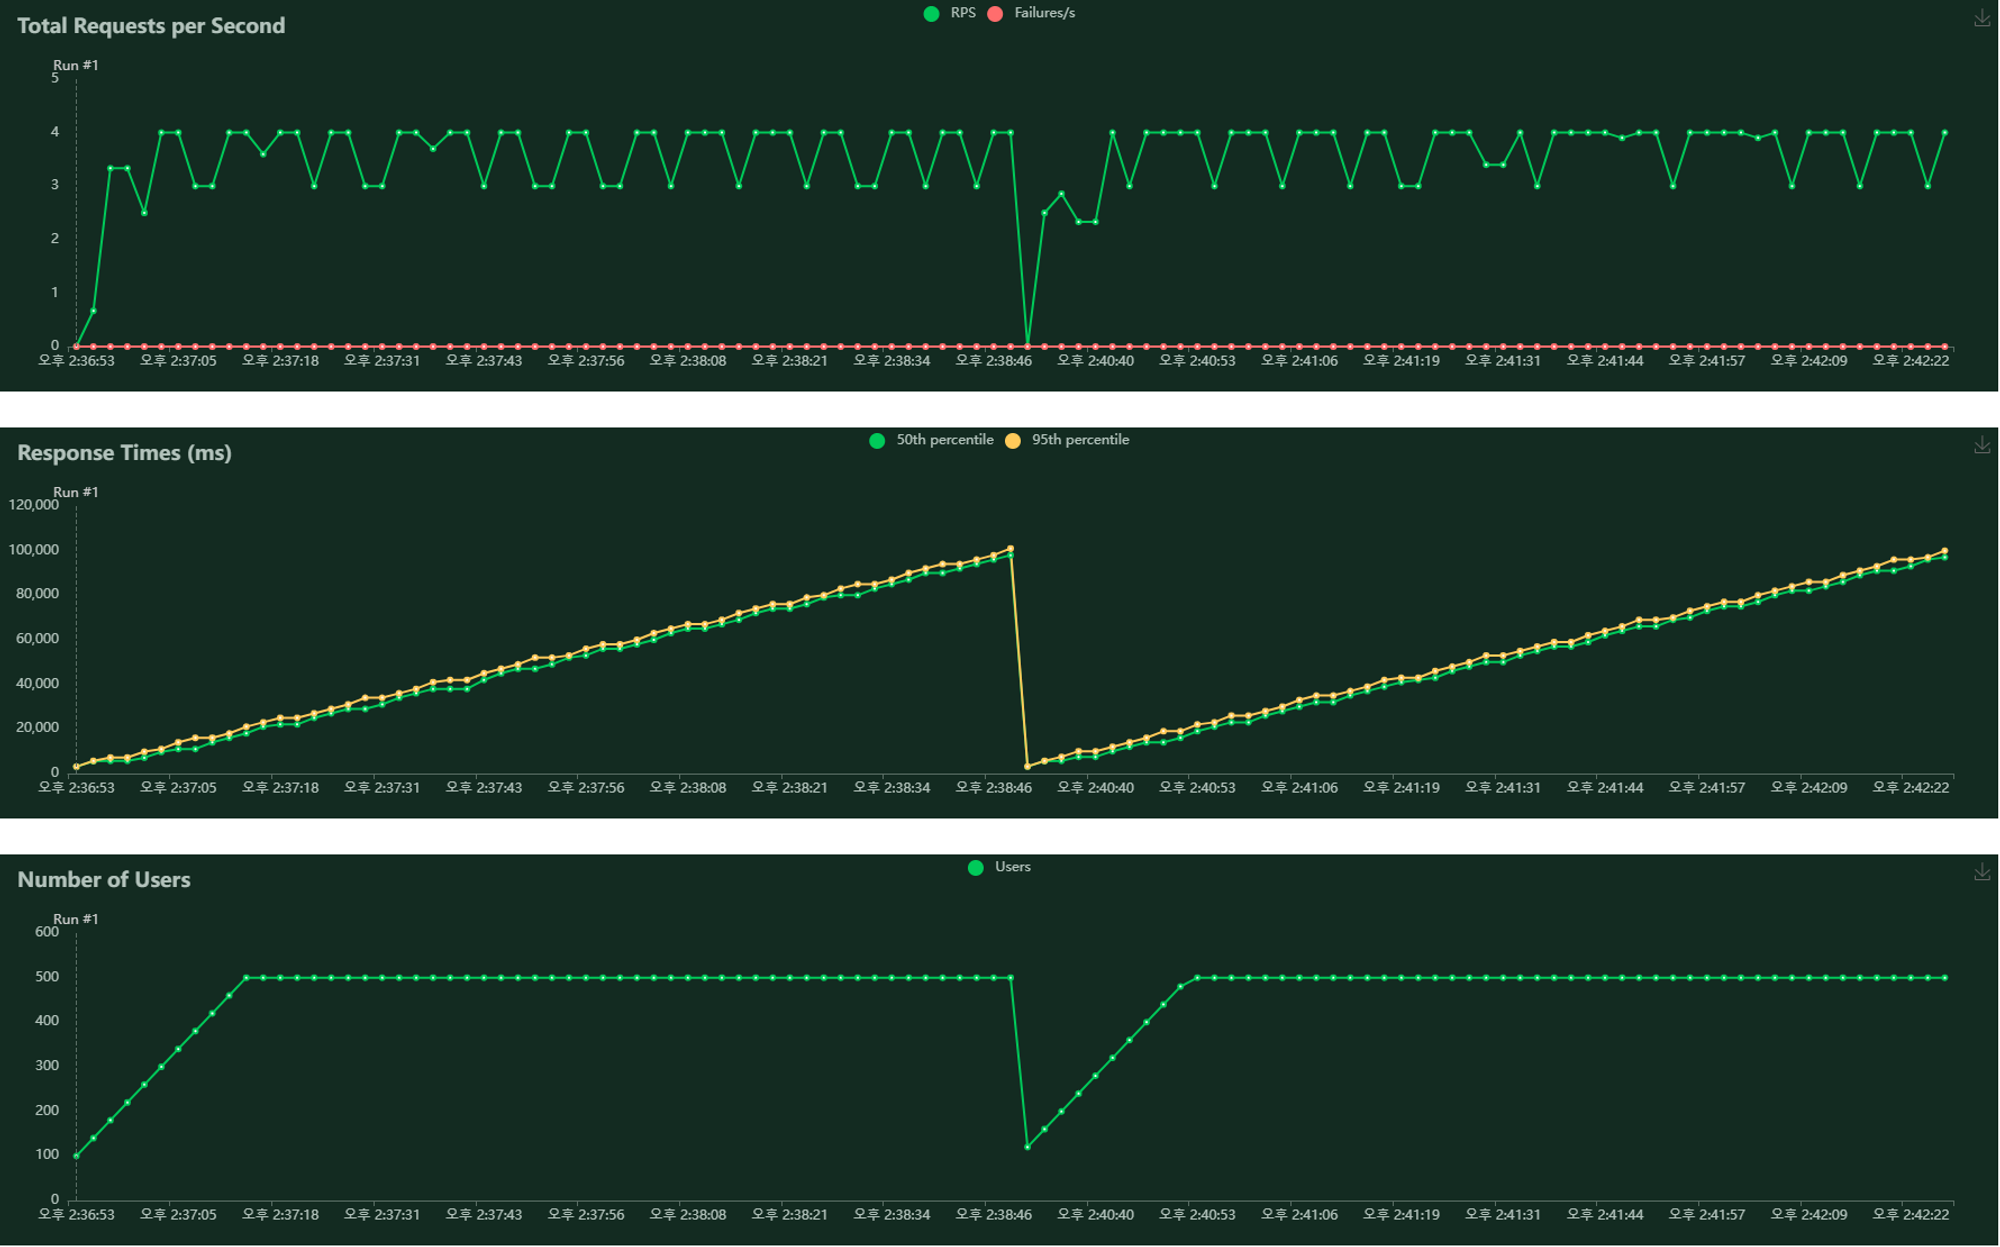 Total Requests per Second
RPS Failures/s
Run #1
5
4
3
2
1
0
오후 2:36:53 오후 2:37:05 오후 2:37:18 오후 2:37:31 오후 2:37:43 오후 2:37:56 오후 2:38:08 오후 2:38:21 오후 2:38:34 오후 2:38:46 오후 2:40:40 오후 2:40:53 오후 2:41:06 오후 2:41:19 오후 2:41:31 오후 2:41:44 오후 2:41:57 오후 2:42:09 오후 2:42:22
Response Times (ms)
50th percentile 95th percentile
Run #1
120,000
100,000
80,000
60,000
40,000
20,000
0
오후 2:36:53 오후 2:37:05 오후 2:37:18 오후 2:37:31 오후 2:37:43 오후 2:37:56 오후 2:38:08 오후 2:38:21 오후 2:38:34 오후 2:38:46 오후 2:40:40 오후 2:40:53 오후 2:41:06 오후 2:41:19 오후 2:41:31 오후 2:41:44 오후 2:41:57 오후 2:42:09 오후 2:42:22
Number of Users
Users
Run #1
600
500
400
300
200
100
0
오후 2:36:53 오후 2:37:05 오후 2:37:18 오후 2:37:31 오후 2:37:43 오후 2:37:56 오후 2:38:08 오후 2:38:21 오후 2:38:34 오후 2:38:46 오후 2:40:40 오후 2:40:53 오후 2:41:06 오후 2:41:19 오후 2:41:31 오후 2:41:44 오후 2:41:57 오후 2:42:09 오후 2:42:22